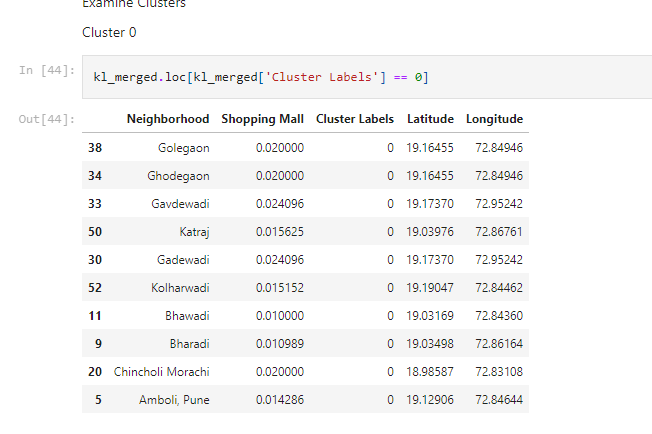 Examine Clusters
Cluster 0
In [44]: kl_merged.loc[kl_merged['Cluster Labels'] == 0]
Out[44]:
Neighborhood Shopping Mall Cluster Labels Latitude Longitude
38 Golegaon 0.020000 0 19.16455 72.84946
34 Ghodegaon 0.020000 0 19.16455 72.84946
33 Gavdewadi 0.024096 0 19.17370 72.95242
50 Katraj 0.015625 0 19.03976 72.86761
30 Gadewadi 0.024096 0 19.17370 72.95242
52 Kolharwadi 0.015152 0 19.19047 72.84462
11 Bhawadi 0.010000 0 19.03169 72.84360
9 Bharadi 0.010989 0 19.03498 72.86164
20 Chincholi Morachi 0.020000 0 18.98587 72.83108
5 Amboli, Pune 0.014286 0 19.12906 72.84644